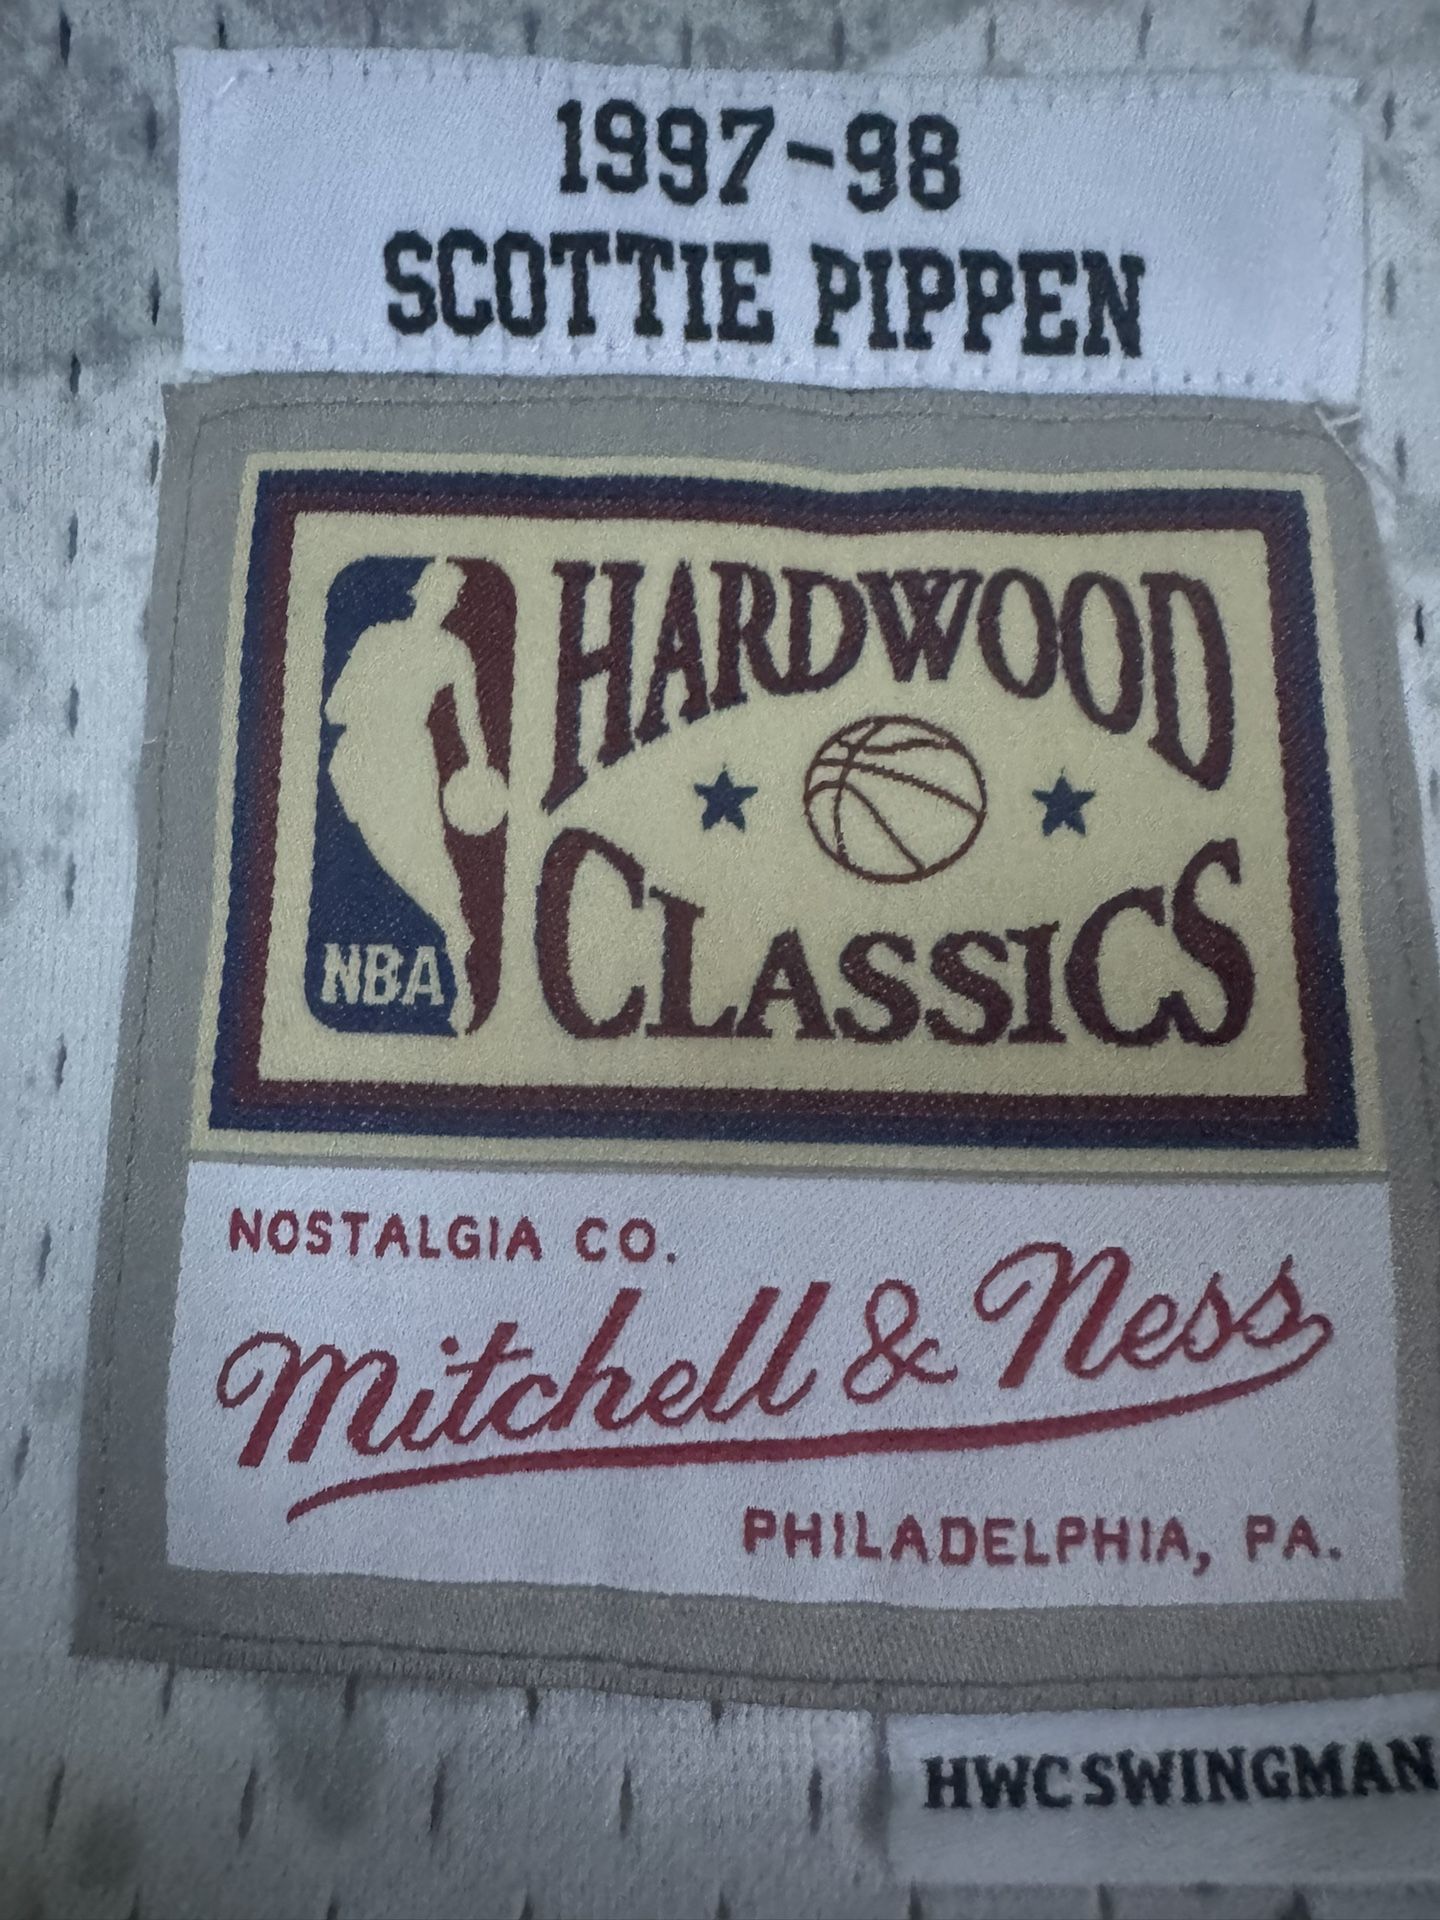 1997-98
SCOTTIE PIPPEN
HARDWOOD
CLASSICS
NBA
NOSTALGIA CO.
Mitchell & Ness
PHILADELPHIA, PA.
HWC SWINGMAN